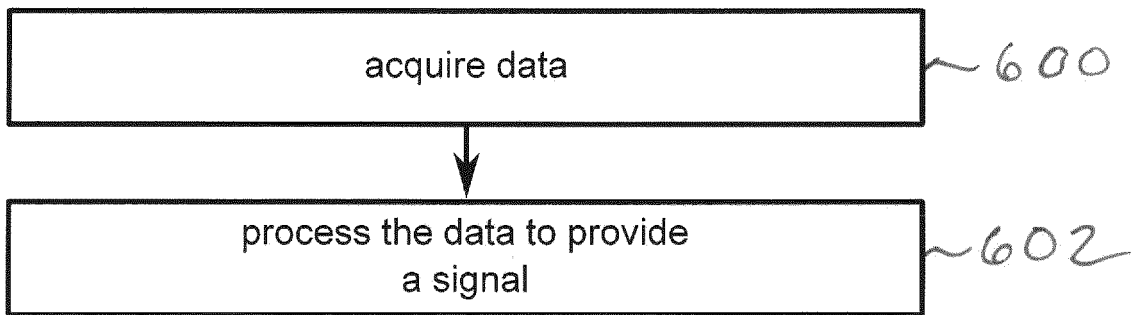 acquire data
~600
process the data to provide
a signal
~602